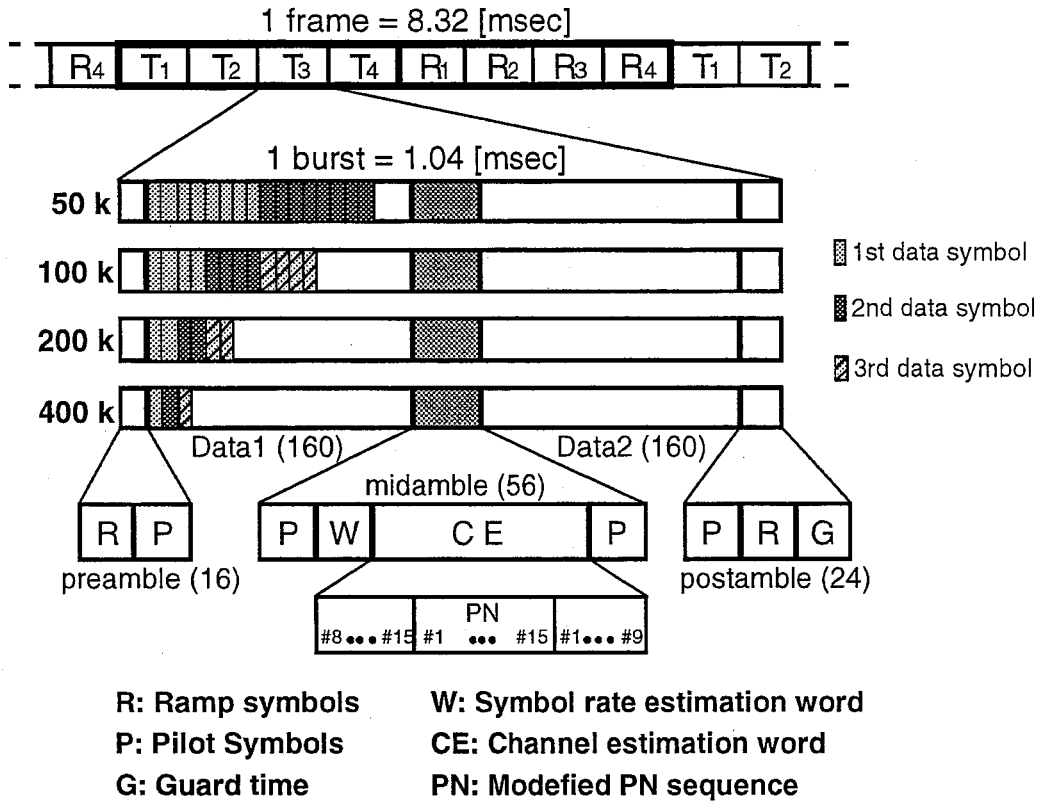 1 frame = 8.32 [msec]
R4 T1 T2 T3 T4 R1 R2 R3 R4 T1 T2
1 burst = 1.04 [msec]
50 k
100 k
200 k
400 k
1st data symbol
2nd data symbol
3rd data symbol
Data1 (160)
Data2 (160)
midamble (56)
R P
P W C E P
P R G
preamble (16)
postamble (24)
PN
#8 ••• #15 #1 ••• #15 #1 ••• #9
R: Ramp symbols
W: Symbol rate estimation word
P: Pilot Symbols
CE: Channel estimation word
G: Guard time
PN: Modefied PN sequence